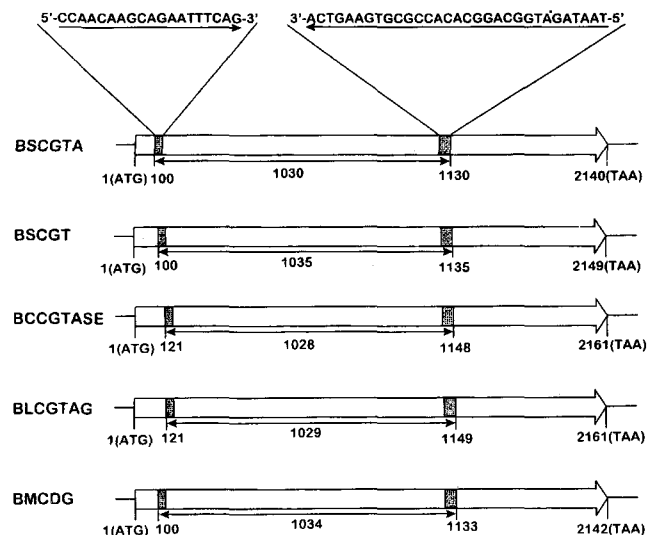 5'-CCAACAAGCAGAATTTCAG-3' 3'-ACTGAAGTGCGCCACACGGACGGTAGATAAT-5'
BSCGTA
1030
1(ATG) 100 1130 2140(TAA)
BSCGT
1035
1(ATG) 100 1135 2149(TAA)
BCCGTASE
1028
1(ATG) 121 1148 2161(TAA)
BLCGTAG
1029
1(ATG) 121 1149 2161(TAA)
BMCDG
1034
1(ATG) 100 1133 2142(TAA)